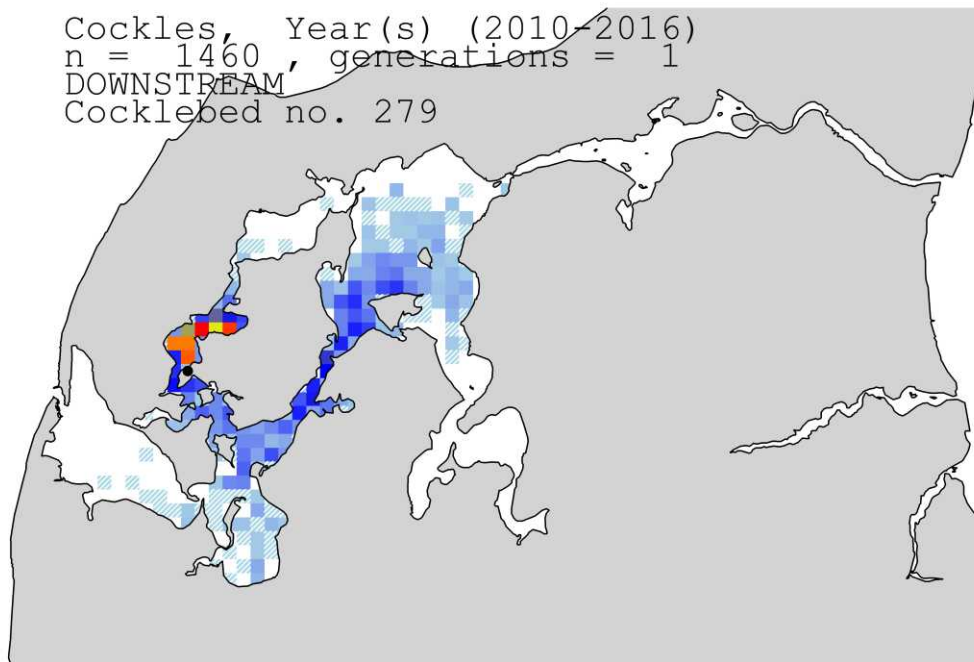 Cockles, Year(s) (2010-2016)
n = 1460 , generations = 1
DOWNSTREAM
Cocklebed no. 279